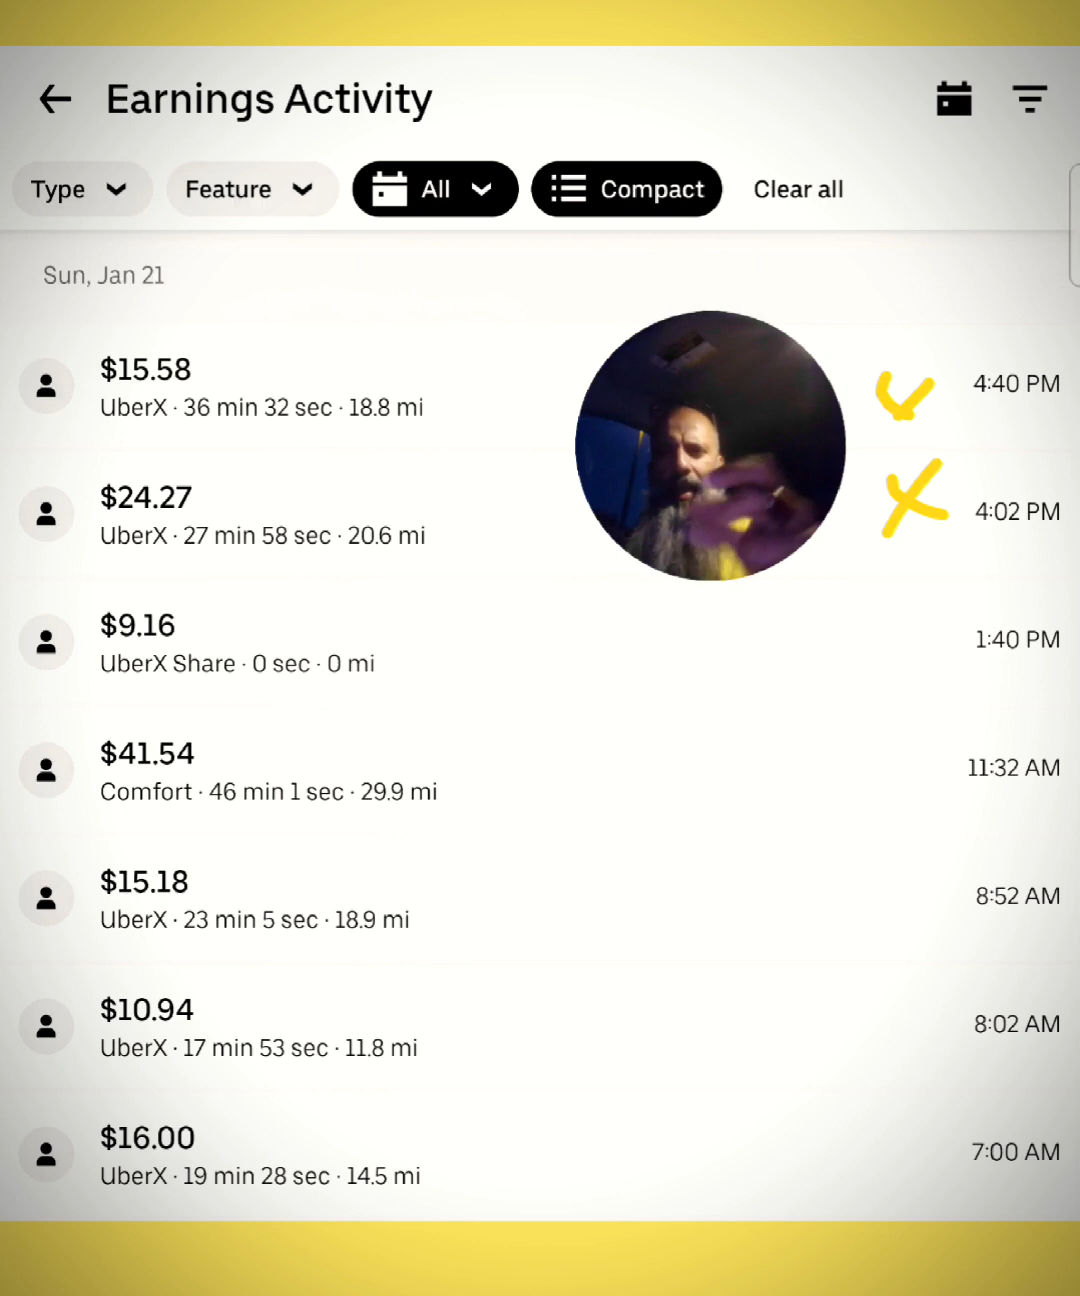 Earnings Activity
Type Feature All Compact Clear all
Sun, Jan 21
$15.58
UberX · 36 min 32 sec · 18.8 mi
4:40 PM
$24.27
UberX · 27 min 58 sec · 20.6 mi
4:02 PM
$9.16
UberX Share · 0 sec · 0 mi
1:40 PM
$41.54
Comfort · 46 min 1 sec · 29.9 mi
11:32 AM
$15.18
UberX · 23 min 5 sec · 18.9 mi
8:52 AM
$10.94
UberX · 17 min 53 sec · 11.8 mi
8:02 AM
$16.00
UberX · 19 min 28 sec · 14.5 mi
7:00 AM